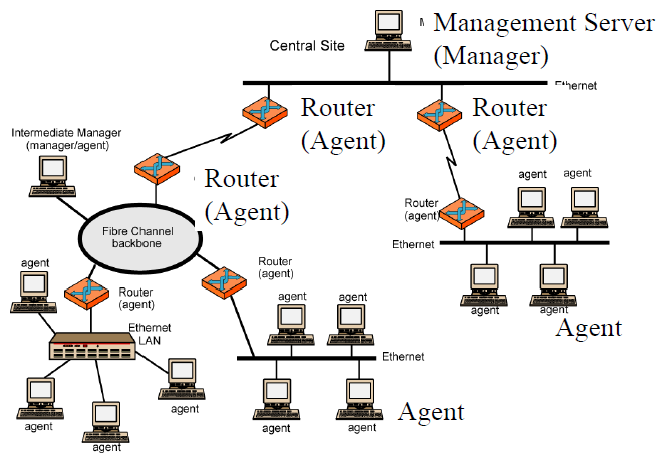 Management Server
(Manager)
Central Site
Ethernet
Router
(Agent)
Router
(Agent)
Intermediate Manager
(manager/agent)
Router
(Agent)
Router
(agent)
agent
agent
Ethernet
Fibre Channel
backbone
agent
agent
Agent
Router
(agent)
agent
Router
(agent)
agent
agent
Ethernet
LAN
Ethernet
agent
agent
agent
agent
agent
agent
Agent